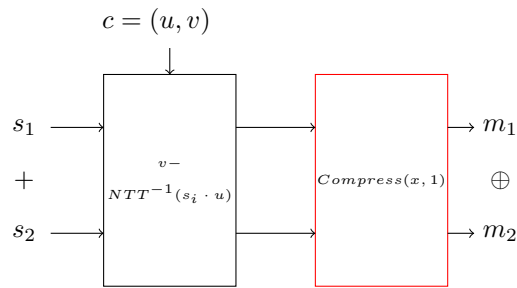 c = (u, v)
s₁
+
s₂
v−
NTT⁻¹(sᵢ · u)
Compress(x, 1)
m₁
⊕
m₂